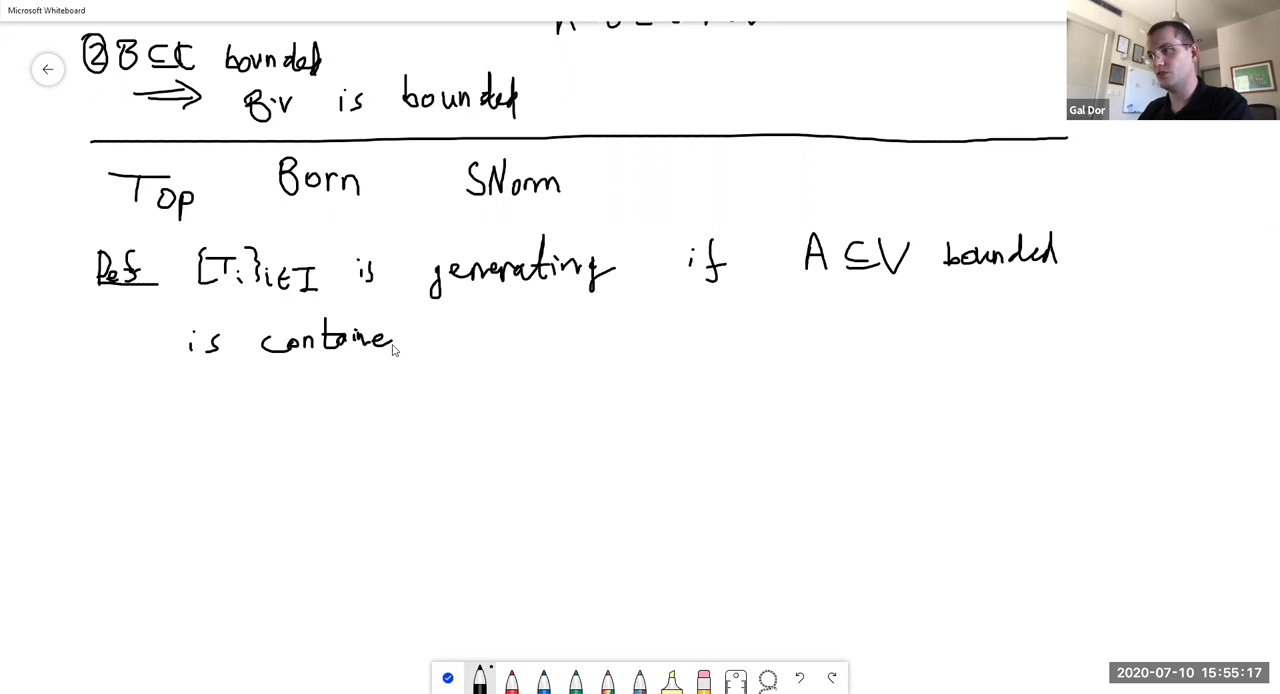 Microsoft Whiteboard
② B ⊆ ℂ bounded
⟹ B·V is bounded
Top Born SNorm
Def {T_i}_{i∈I} is generating if A ⊆ V bounded
is containe
Gal Dor
2020-07-10 15:55:17